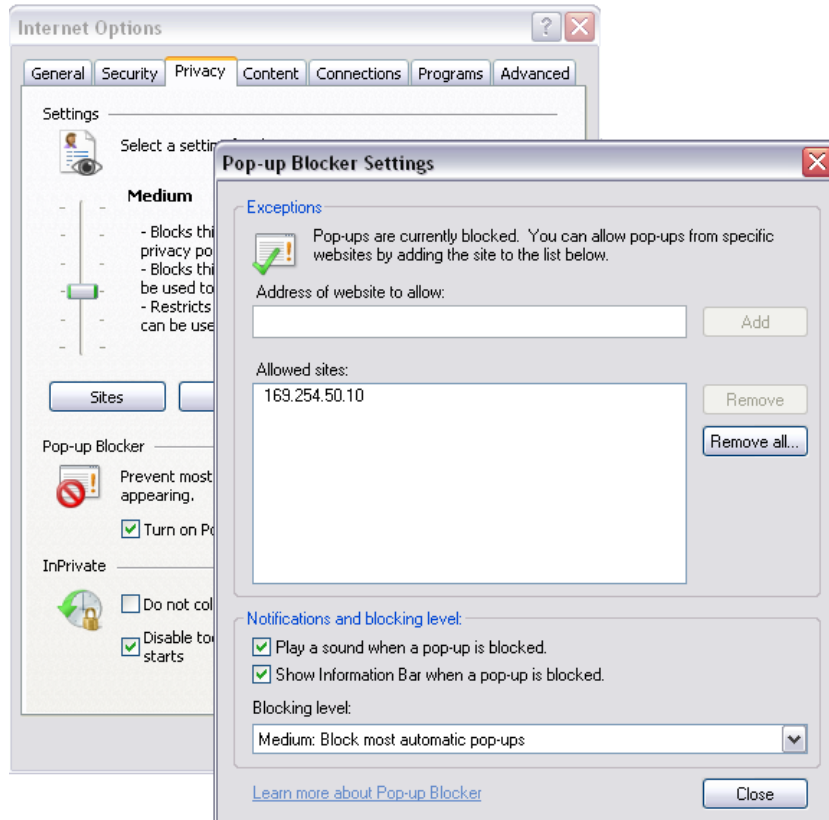 Internet Options
General Security Privacy Content Connections Programs Advanced
Settings
Select a setting
Medium
- Blocks thi
privacy po
- Blocks thi
be used to
- Restricts
can be use
Sites
Pop-up Blocker
Prevent most
appearing.
Turn on Po
InPrivate
Do not col
Disable too
starts
Pop-up Blocker Settings
Exceptions
Pop-ups are currently blocked. You can allow pop-ups from specific
websites by adding the site to the list below.
Address of website to allow:
Add
Allowed sites:
169.254.50.10
Remove
Remove all...
Notifications and blocking level:
Play a sound when a pop-up is blocked.
Show Information Bar when a pop-up is blocked.
Blocking level:
Medium: Block most automatic pop-ups
Learn more about Pop-up Blocker
Close